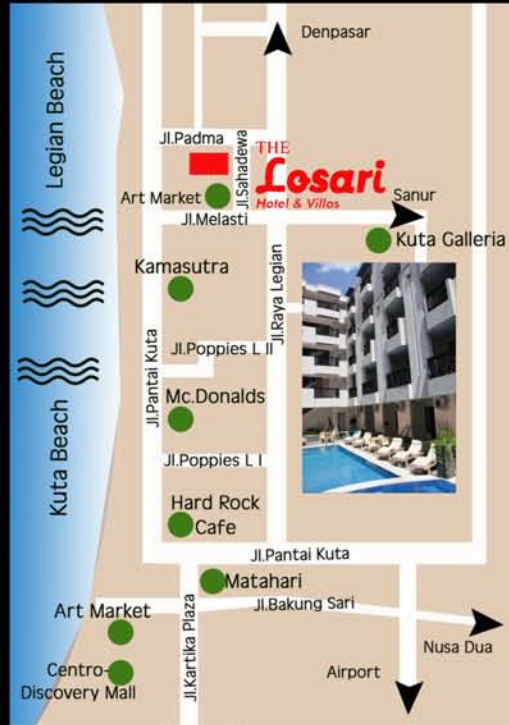 Denpasar
Legian Beach
Jl.Padma
THE
Losari
Hotel & Villas
Jl.Sahadewa
Art Market
Sanur
Jl.Melasti
Kuta Galleria
Kamasutra
Jl.Raya Legian
Jl.Poppies L II
Jl.Pantai Kuta
Mc.Donalds
Kuta Beach
Jl.Poppies L I
Hard Rock
Cafe
Jl.Pantai Kuta
Matahari
Jl.Bakung Sari
Art Market
Nusa Dua
Jl.Kartika Plaza
Centro-
Discovery Mall
Airport